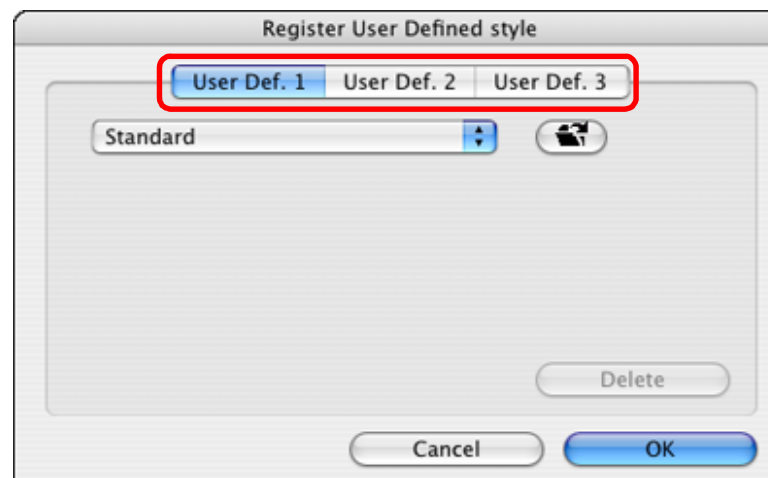 Register User Defined style
User Def. 1 User Def. 2 User Def. 3
Standard
Delete
Cancel OK